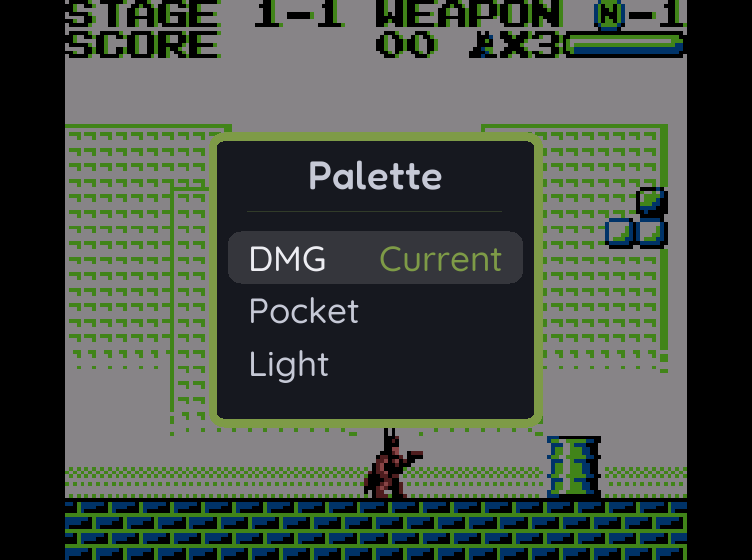 STAGE 1-1 WEAPON N-1
SCORE 00 X3
Palette
DMG Current
Pocket
Light